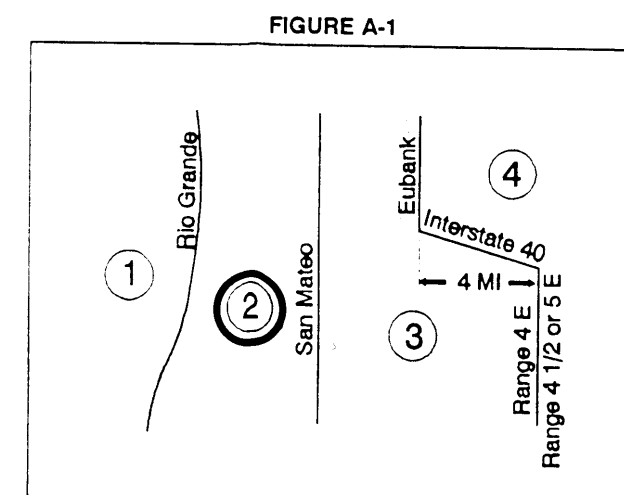 FIGURE A-1
Rio Grande
1
2
San Mateo
Eubank
4
Interstate 40
4 MI
3
Range 4 E
Range 4 1/2 or 5 E